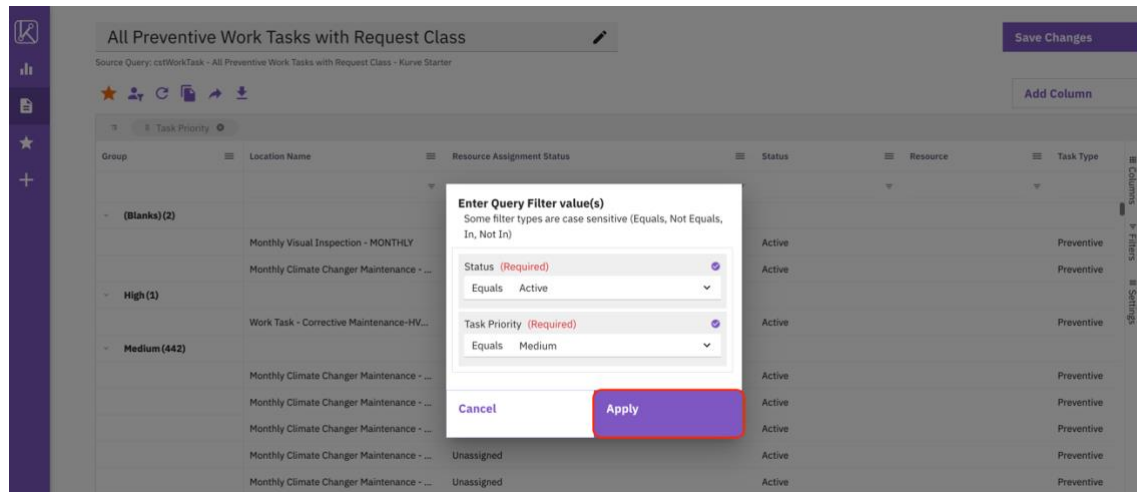 All Preventive Work Tasks with Request Class
Save Changes
Source Query: cstWorkTask - All Preventive Work Tasks with Request Class - Kurve Starter
Add Column
Task Priority
Group Location Name Resource Assignment Status Status Resource Task Type
Columns
Filters
Settings
Enter Query Filter value(s)
Some filter types are case sensitive (Equals, Not Equals,
In, Not In)
Status (Required)
Equals Active
Task Priority (Required)
Equals Medium
Cancel Apply
(Blanks) (2)
Monthly Visual Inspection - MONTHLY Active Preventive
Monthly Climate Changer Maintenance - ... Active Preventive
High (1)
Work Task - Corrective Maintenance-HV... Active Preventive
Medium (442)
Monthly Climate Changer Maintenance - ... Active Preventive
Monthly Climate Changer Maintenance - ... Active Preventive
Monthly Climate Changer Maintenance - ... Active Preventive
Monthly Climate Changer Maintenance - ... Unassigned Active Preventive
Monthly Climate Changer Maintenance - ... Unassigned Active Preventive